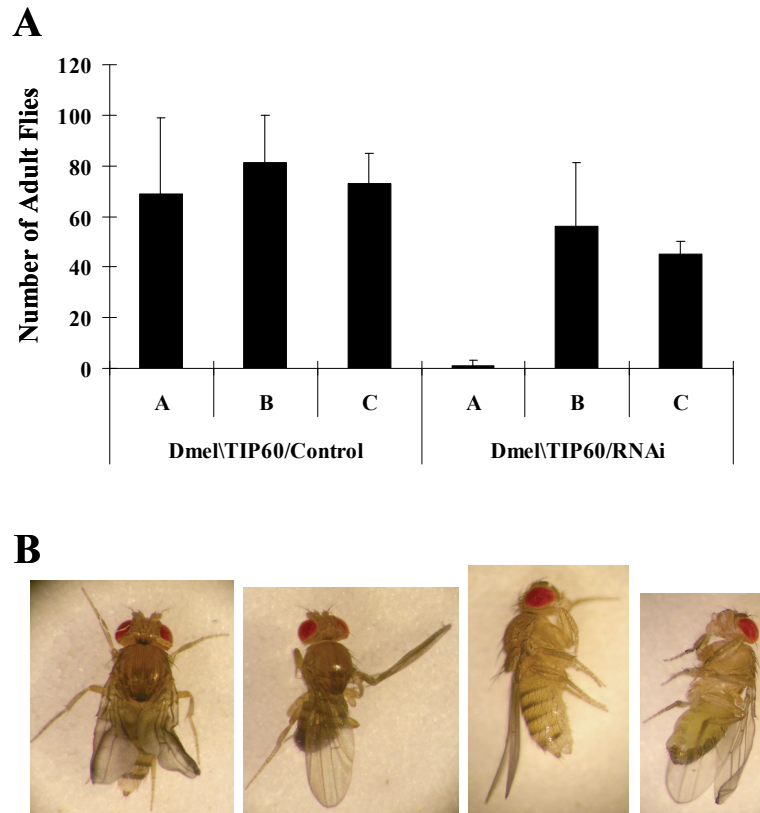 A
Number of Adult Flies
120
100
80
60
40
20
0
A B C A B C
Dmel\TIP60/Control Dmel\TIP60/RNAi
B